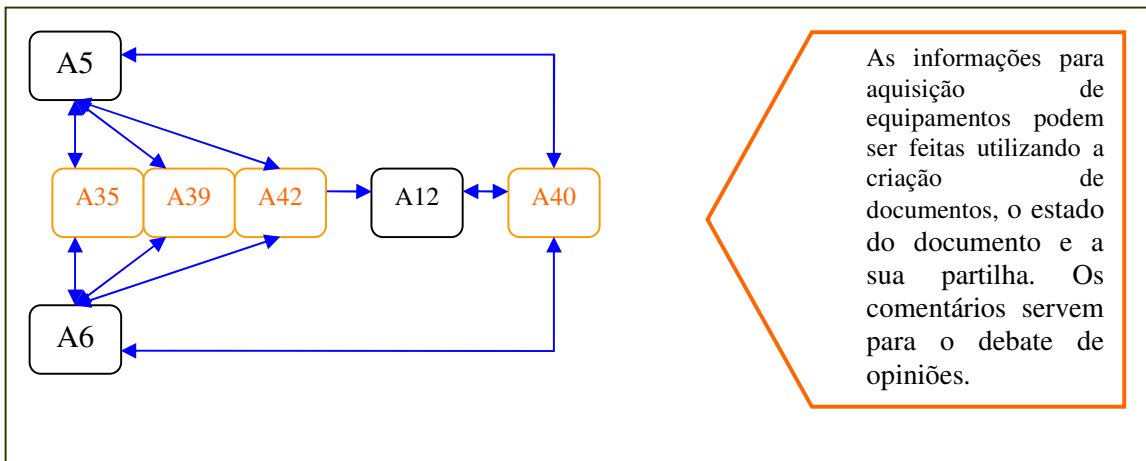 A5
A35 A39 A42 A12 A40
A6
As informações para
aquisição de
equipamentos podem
ser feitas utilizando a
criação de
documentos, o estado
do documento e a
sua partilha. Os
comentários servem
para o debate de
opiniões.